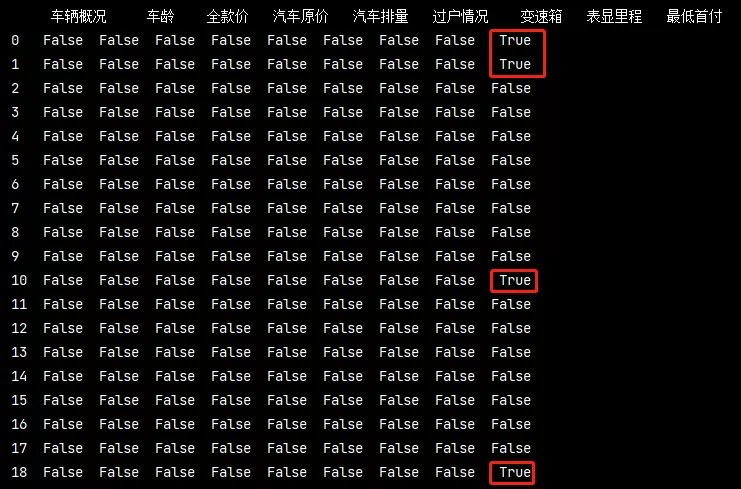 车辆概况 车龄 全款价 汽车原价 汽车排量 过户情况 变速箱 表显里程 最低首付
0 False False False False False False False False True
1 False False False False False False False False True
2 False False False False False False False False False
3 False False False False False False False False False
4 False False False False False False False False False
5 False False False False False False False False False
6 False False False False False False False False False
7 False False False False False False False False False
8 False False False False False False False False False
9 False False False False False False False False False
10 False False False False False False False False True
11 False False False False False False False False False
12 False False False False False False False False False
13 False False False False False False False False False
14 False False False False False False False False False
15 False False False False False False False False False
16 False False False False False False False False False
17 False False False False False False False False False
18 False False False False False False False False True